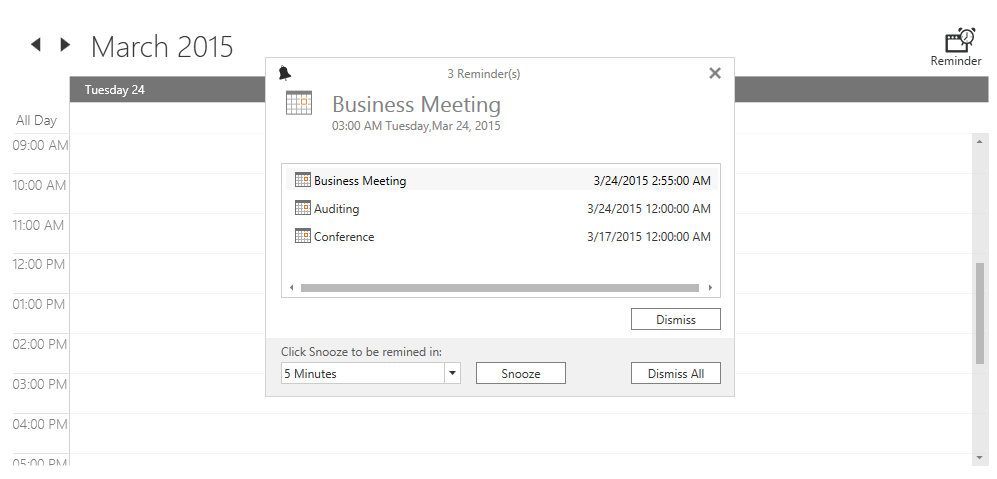 March 2015
Reminder
Tuesday 24
All Day
09:00 AM
10:00 AM
11:00 AM
12:00 PM
01:00 PM
02:00 PM
03:00 PM
04:00 PM
05:00 PM
3 Reminder(s)
Business Meeting
03:00 AM Tuesday,Mar 24, 2015
Business Meeting 3/24/2015 2:55:00 AM
Auditing 3/24/2015 12:00:00 AM
Conference 3/17/2015 12:00:00 AM
Dismiss
Click Snooze to be remined in:
5 Minutes Snooze Dismiss All